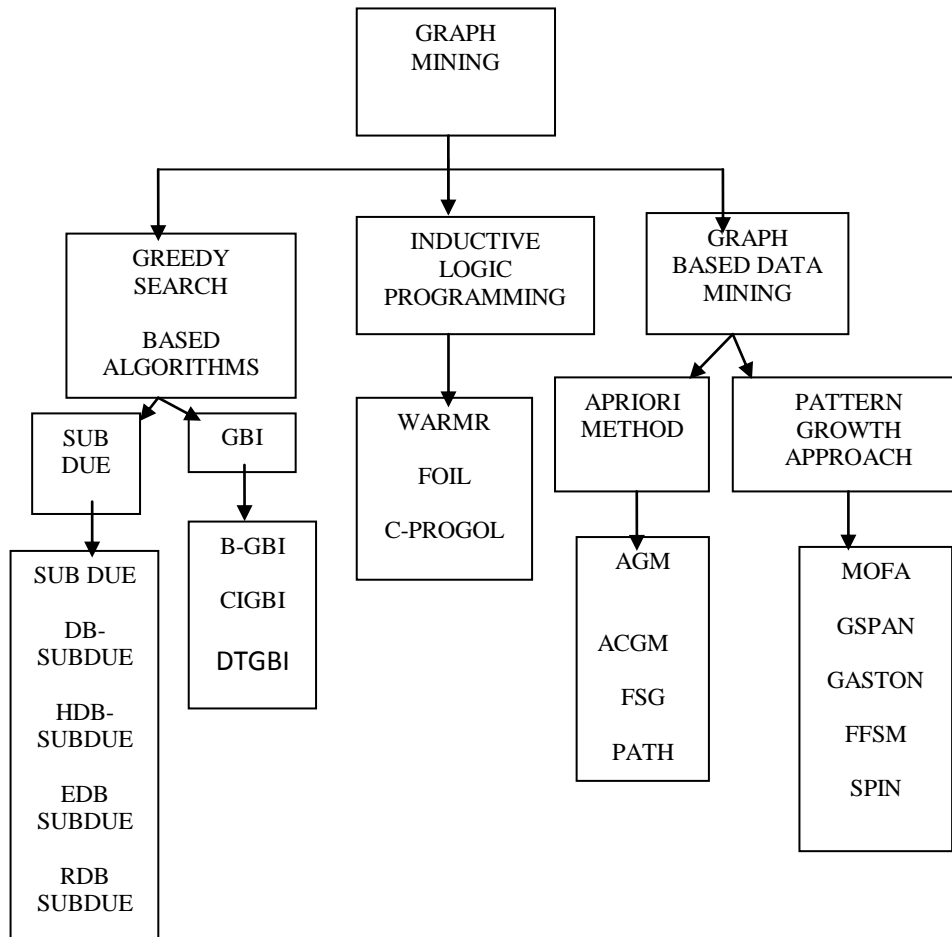 GRAPH
MINING
GREEDY
SEARCH
BASED
ALGORITHMS
INDUCTIVE
LOGIC
PROGRAMMING
GRAPH
BASED DATA
MINING
SUB
DUE
GBI
WARMR
FOIL
C-PROGOL
APRIORI
METHOD
PATTERN
GROWTH
APPROACH
SUB DUE
DB-
SUBDUE
HDB-
SUBDUE
EDB
SUBDUE
RDB
SUBDUE
B-GBI
CIGBI
DTGBI
AGM
ACGM
FSG
PATH
MOFA
GSPAN
GASTON
FFSM
SPIN